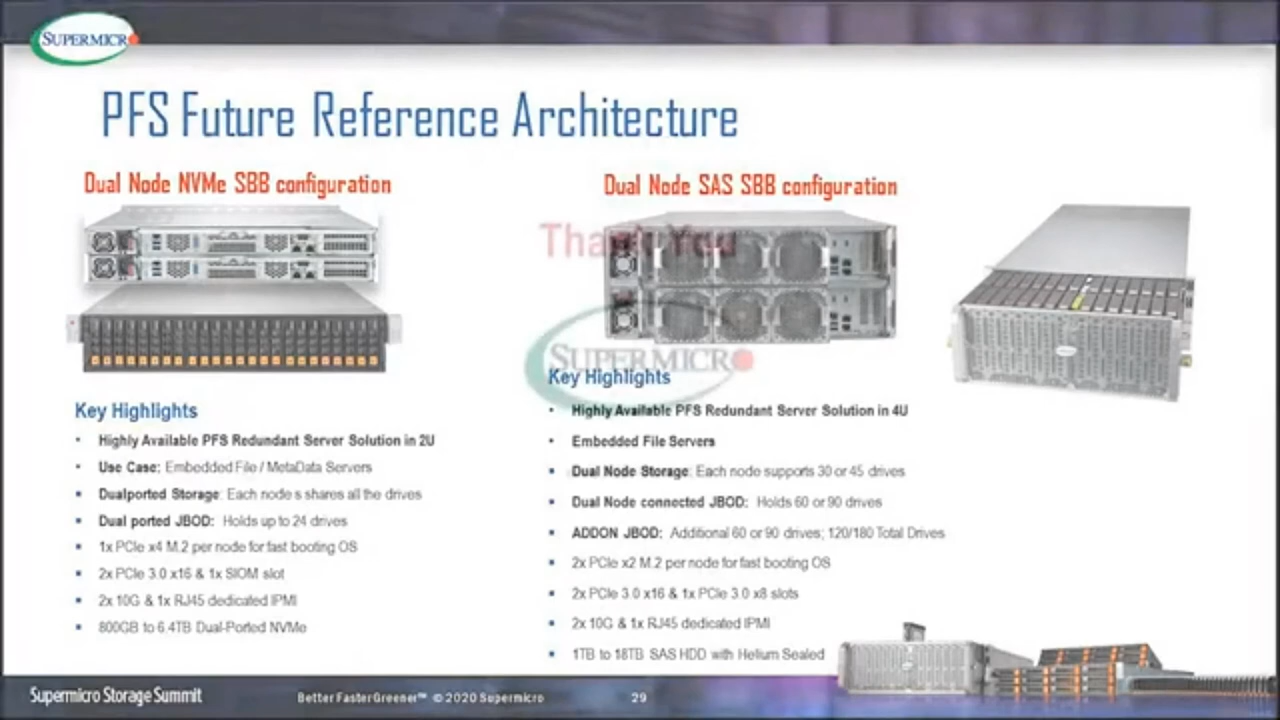 SUPERMICR
PFS Future Reference Architecture
Dual Node NVMe SBB configuration
Key Highlights
Highly Available PFS Redundant Server Solution in 2U
Use Case: Embedded File / MetaData Servers
Dualported Storage: Each node s shares all the drives
Dual ported JBOD: Holds up to 24 drives
1x PCIe x4 M.2 per node for fast booting OS
2x PCIe 3.0 x16 & 1x SIOM slot
2x 10G & 1x RJ45 dedicated IPMI
800GB to 6.4TB Dual-Ported NVMe
Dual Node SAS SBB configuration
Thank You
SUPERMICR
Key Highlights
Highly Available PFS Redundant Server Solution in 4U
Embedded File Servers
Dual Node Storage: Each node supports 30 or 45 drives
Dual Node connected JBOD: Holds 60 or 90 drives
ADDON JBOD: Additional 60 or 90 drives; 120/180 Total Drives
2x PCIe x2 M.2 per node for fast booting OS
2x PCIe 3.0 x16 & 1x PCIe 3.0 x8 slots
2x 10G & 1x RJ45 dedicated IPMI
1TB to 18TB SAS HDD with Helium Sealed
Supermicro Storage Summit
Better Faster Greener™ © 2020 Supermicro
29